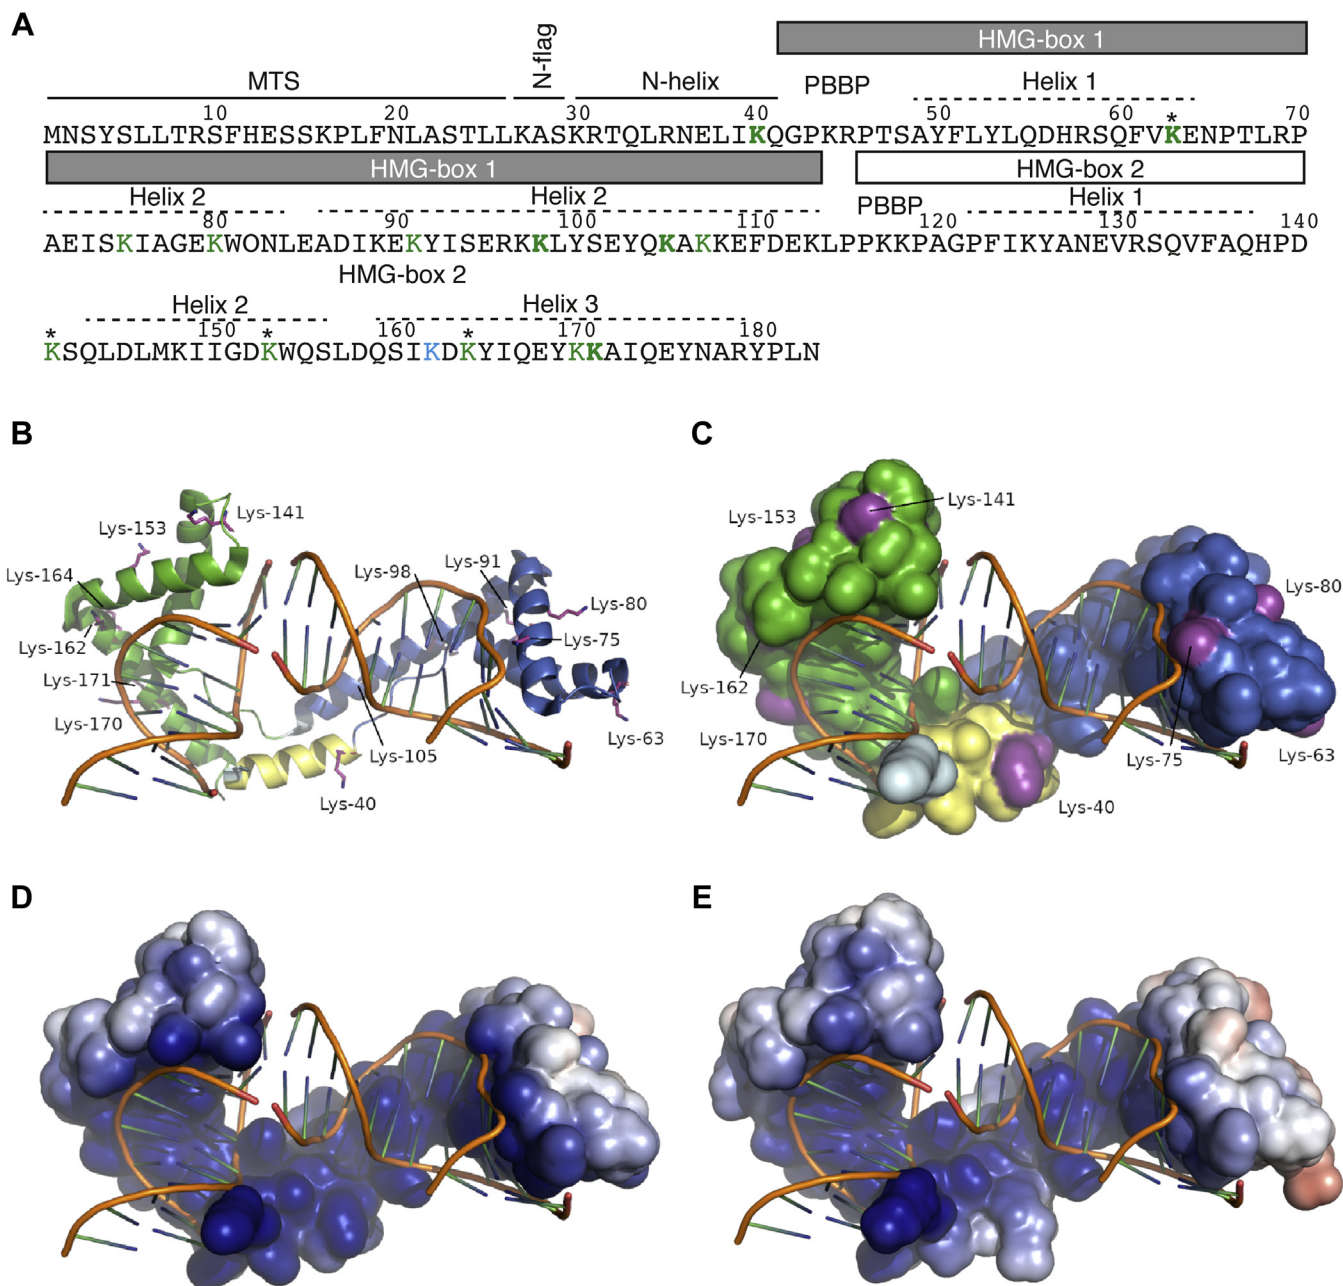 A
HMG-box 1
MTS N-flag N-helix PBBP Helix 1
10 20 30 40 50 60 * 70
MNSYSLLTRSFHESSKPLFNLASTLLKASKRTQLRNELIKQGPKRPTSAYFLYLQDHRSQFVKENPTLRP
HMG-box 1 HMG-box 2
Helix 2 Helix 2 PBBP Helix 1
80 90 100 110 120 130 140
AEISKIAGEKWQNLEADIKEKYISERKKLYSEYQKAKKEFDEKLPPKKPAGPFIKYANEVRSQVFAQHPD
HMG-box 2
Helix 2 Helix 3
* 150 * 160 * 170 180
KSQLDLMKIIGDKWQSLDQSIKDKYIQEYKKAIQEYNARYPLN
B
Lys-153
Lys-141
Lys-164
Lys-98
Lys-91
Lys-80
Lys-162
Lys-75
Lys-171
Lys-170
Lys-105
Lys-63
Lys-40
C
Lys-153
Lys-141
Lys-80
Lys-162
Lys-170
Lys-75
Lys-63
Lys-40
D
E